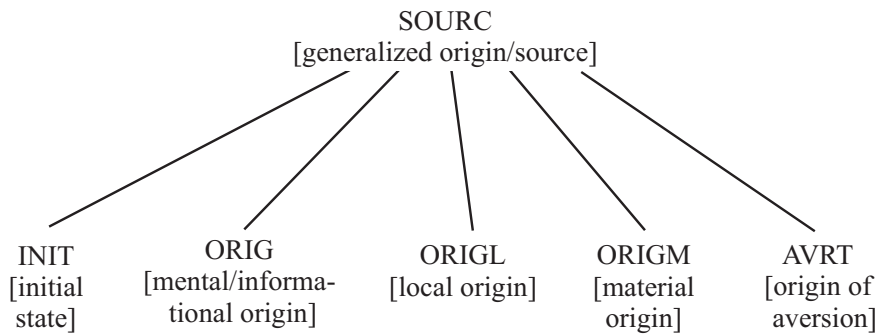 SOURC
[generalized origin/source]
INIT
[initial
state]
ORIG
[mental/informa-
tional origin]
ORIGL
[local origin]
ORIGM
[material
origin]
AVRT
[origin of
aversion]